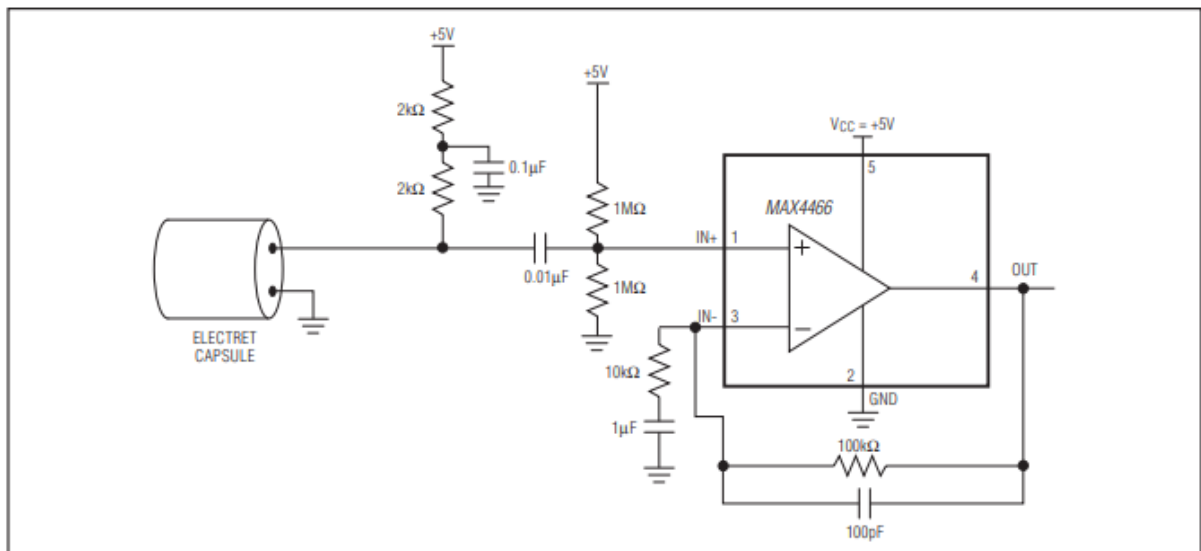 +5V
+5V
2kΩ
VCC = +5V
5
0.1µF
2kΩ
1MΩ
MAX4466
IN+
1
+
4
OUT
0.01µF
1MΩ
IN-
3
−
ELECTRET
CAPSULE
10kΩ
2
GND
1µF
100kΩ
100pF